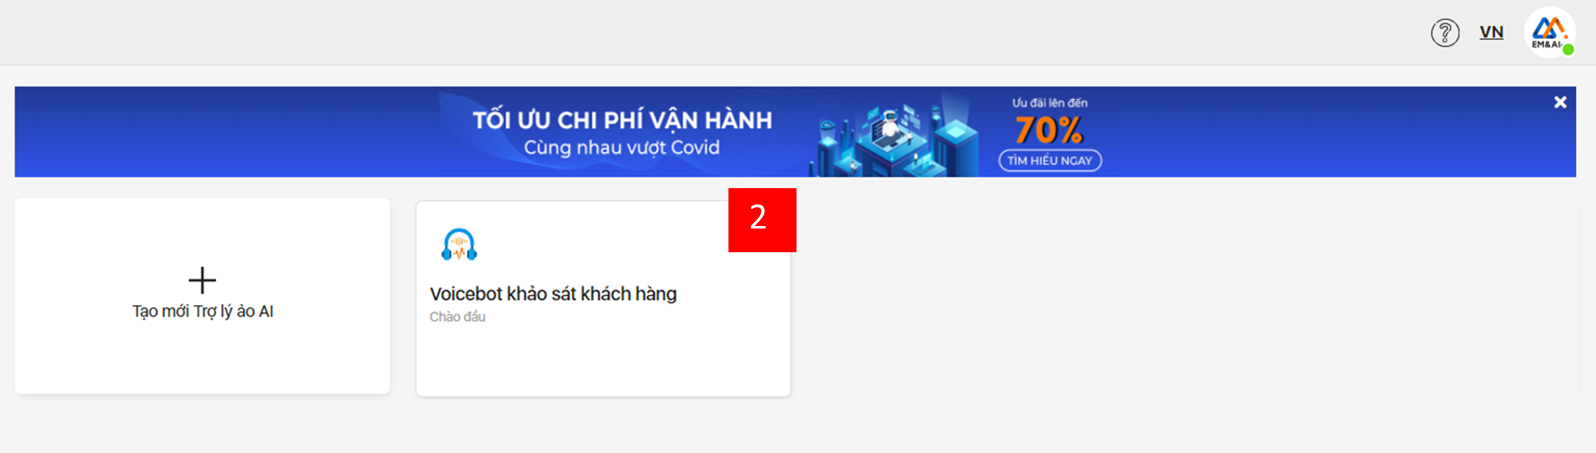 VN
EM&AI
TỐI ƯU CHI PHÍ VẬN HÀNH
Cùng nhau vượt Covid
Ưu đãi lên đến
70%
TÌM HIỂU NGAY
2
Tạo mới Trợ lý ảo AI
Voicebot khảo sát khách hàng
Chào đầu